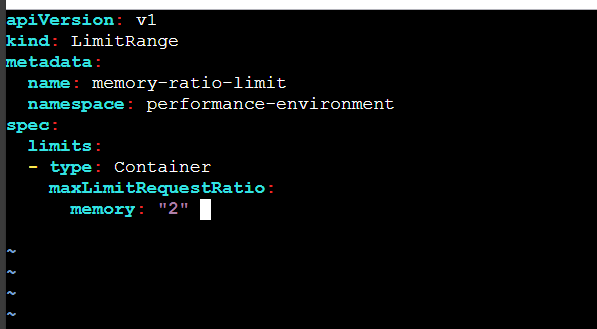 apiVersion: v1
kind: LimitRange
metadata:
  name: memory-ratio-limit
  namespace: performance-environment
spec:
  limits:
  - type: Container
    maxLimitRequestRatio:
      memory: "2"
~
~
~
~